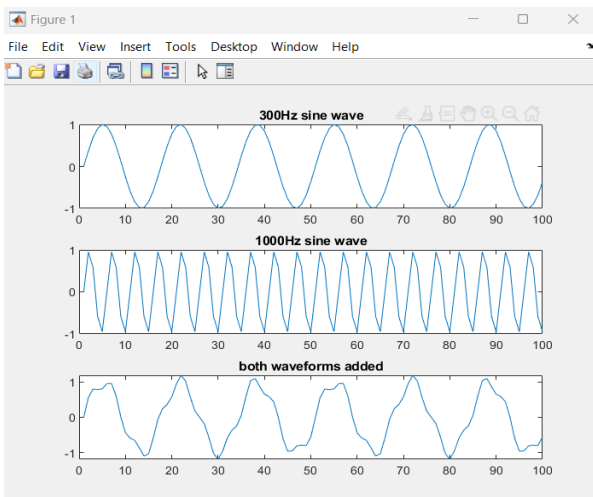 Figure 1
File Edit View Insert Tools Desktop Window Help
300Hz sine wave
1
0
-1
0 10 20 30 40 50 60 70 80 90 100
1000Hz sine wave
1
0
-1
0 10 20 30 40 50 60 70 80 90 100
both waveforms added
1
0
-1
0 10 20 30 40 50 60 70 80 90 100